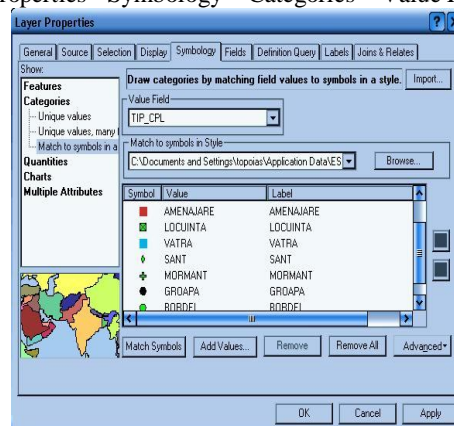 Layer Properties
General Source Selection Display Symbology Fields Definition Query Labels Joins & Relates
Show:
Features
Categories
Unique values
Unique values, many
Match to symbols in a
Quantities
Charts
Multiple Attributes
Draw categories by matching field values to symbols in a style.
Import...
Value Field
TIP_CPL
Match to symbols in Style
C:\Documents and Settings\topoias\Application Data\ES
Browse...
Symbol Value Label
AMENAJARE AMENAJARE
LOCUINTA LOCUINTA
VATRA VATRA
SANT SANT
MORMANT MORMANT
GROAPA GROAPA
BORDEI BORDEI
Match Symbols Add Values... Remove Remove All Advanced
OK Cancel Apply